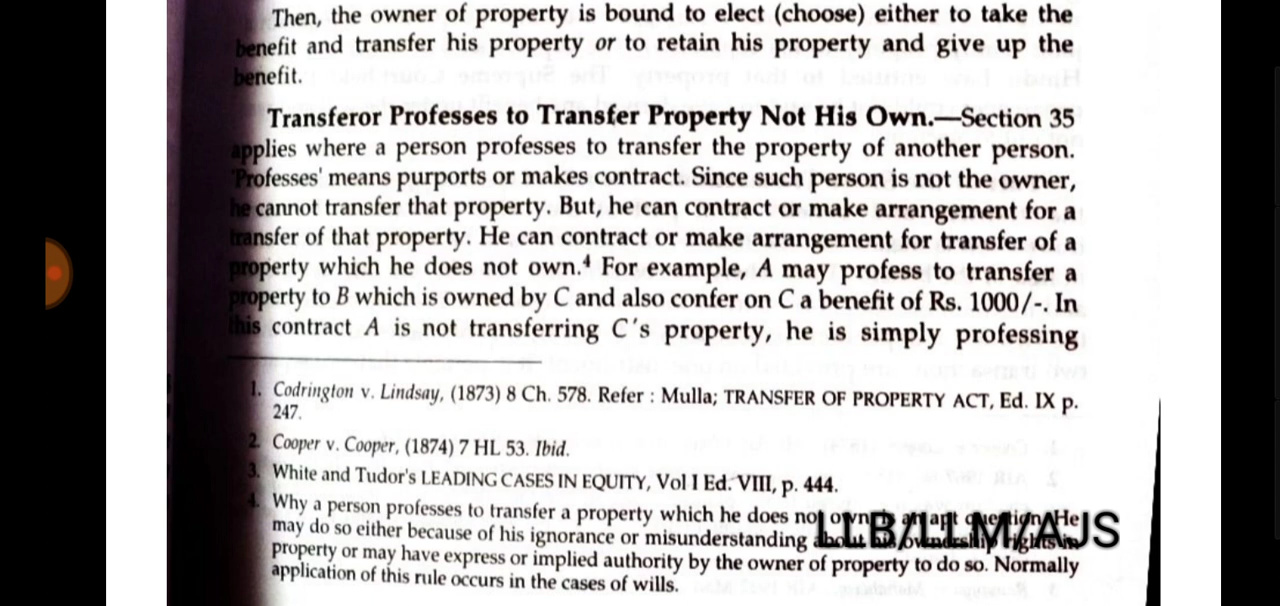 Then, the owner of property is bound to elect (choose) either to take the
benefit and transfer his property or to retain his property and give up the
benefit.
Transferor Professes to Transfer Property Not His Own.—Section 35
applies where a person professes to transfer the property of another person.
'Professes' means purports or makes contract. Since such person is not the owner,
he cannot transfer that property. But, he can contract or make arrangement for a
transfer of that property. He can contract or make arrangement for transfer of a
property which he does not own.⁴ For example, A may profess to transfer a
property to B which is owned by C and also confer on C a benefit of Rs. 1000/-. In
this contract A is not transferring C's property, he is simply professing
1. Codrington v. Lindsay, (1873) 8 Ch. 578. Refer : Mulla; TRANSFER OF PROPERTY ACT, Ed. IX p.
247.
2. Cooper v. Cooper, (1874) 7 HL 53. Ibid.
3. White and Tudor's LEADING CASES IN EQUITY, Vol I Ed. VIII, p. 444.
4. Why a person professes to transfer a property which he does not own is an apt question. He
may do so either because of his ignorance or misunderstanding about his ownership rights in
property or may have express or implied authority by the owner of property to do so. Normally
application of this rule occurs in the cases of wills.
LLB/LLM/AJS